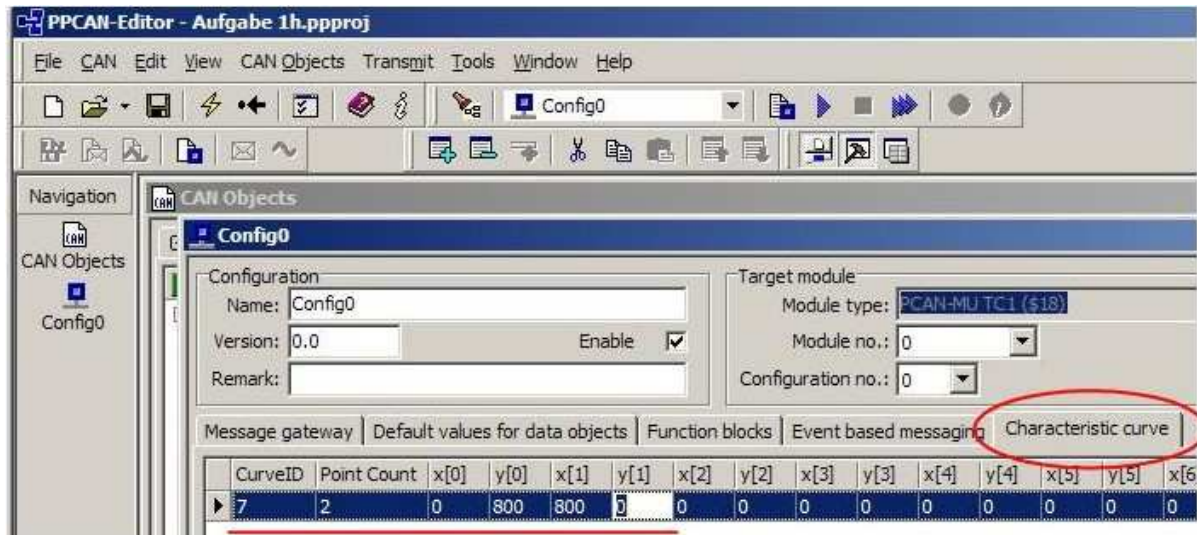 PPCAN-Editor - Aufgabe 1h.ppproj
File CAN Edit View CAN Objects Transmit Tools Window Help
Config0
Navigation
CAN Objects
CAN
CAN Objects
Config0
Config0
Configuration
Name: Config0
Version: 0.0 Enable
Remark:
Target module
Module type: PCAN-MU TC1 ($18)
Module no.: 0
Configuration no.: 0
Message gateway Default values for data objects Function blocks Event based messaging Characteristic curve
CurveID Point Count x[0] y[0] x[1] y[1] x[2] y[2] x[3] y[3] x[4] y[4] x[5] y[5] x[6
7 2 0 800 800 0 0 0 0 0 0 0 0 0 0